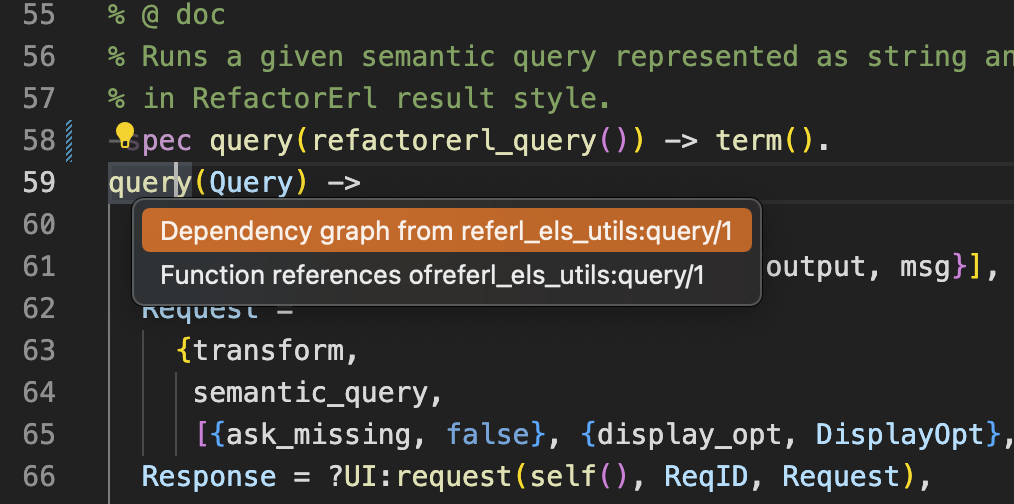 55 % @ doc
56 % Runs a given semantic query represented as string an
57 % in RefactorErl result style.
58 -spec query(refactorerl_query()) -> term().
59 query(Query) ->
60
Dependency graph from referl_els_utils:query/1
61 output, msg}],
Function references ofreferl_els_utils:query/1
62 Request =
63 {transform,
64 semantic_query,
65 [{ask_missing, false}, {display_opt, DisplayOpt},
66 Response = ?UI:request(self(), ReqID, Request),